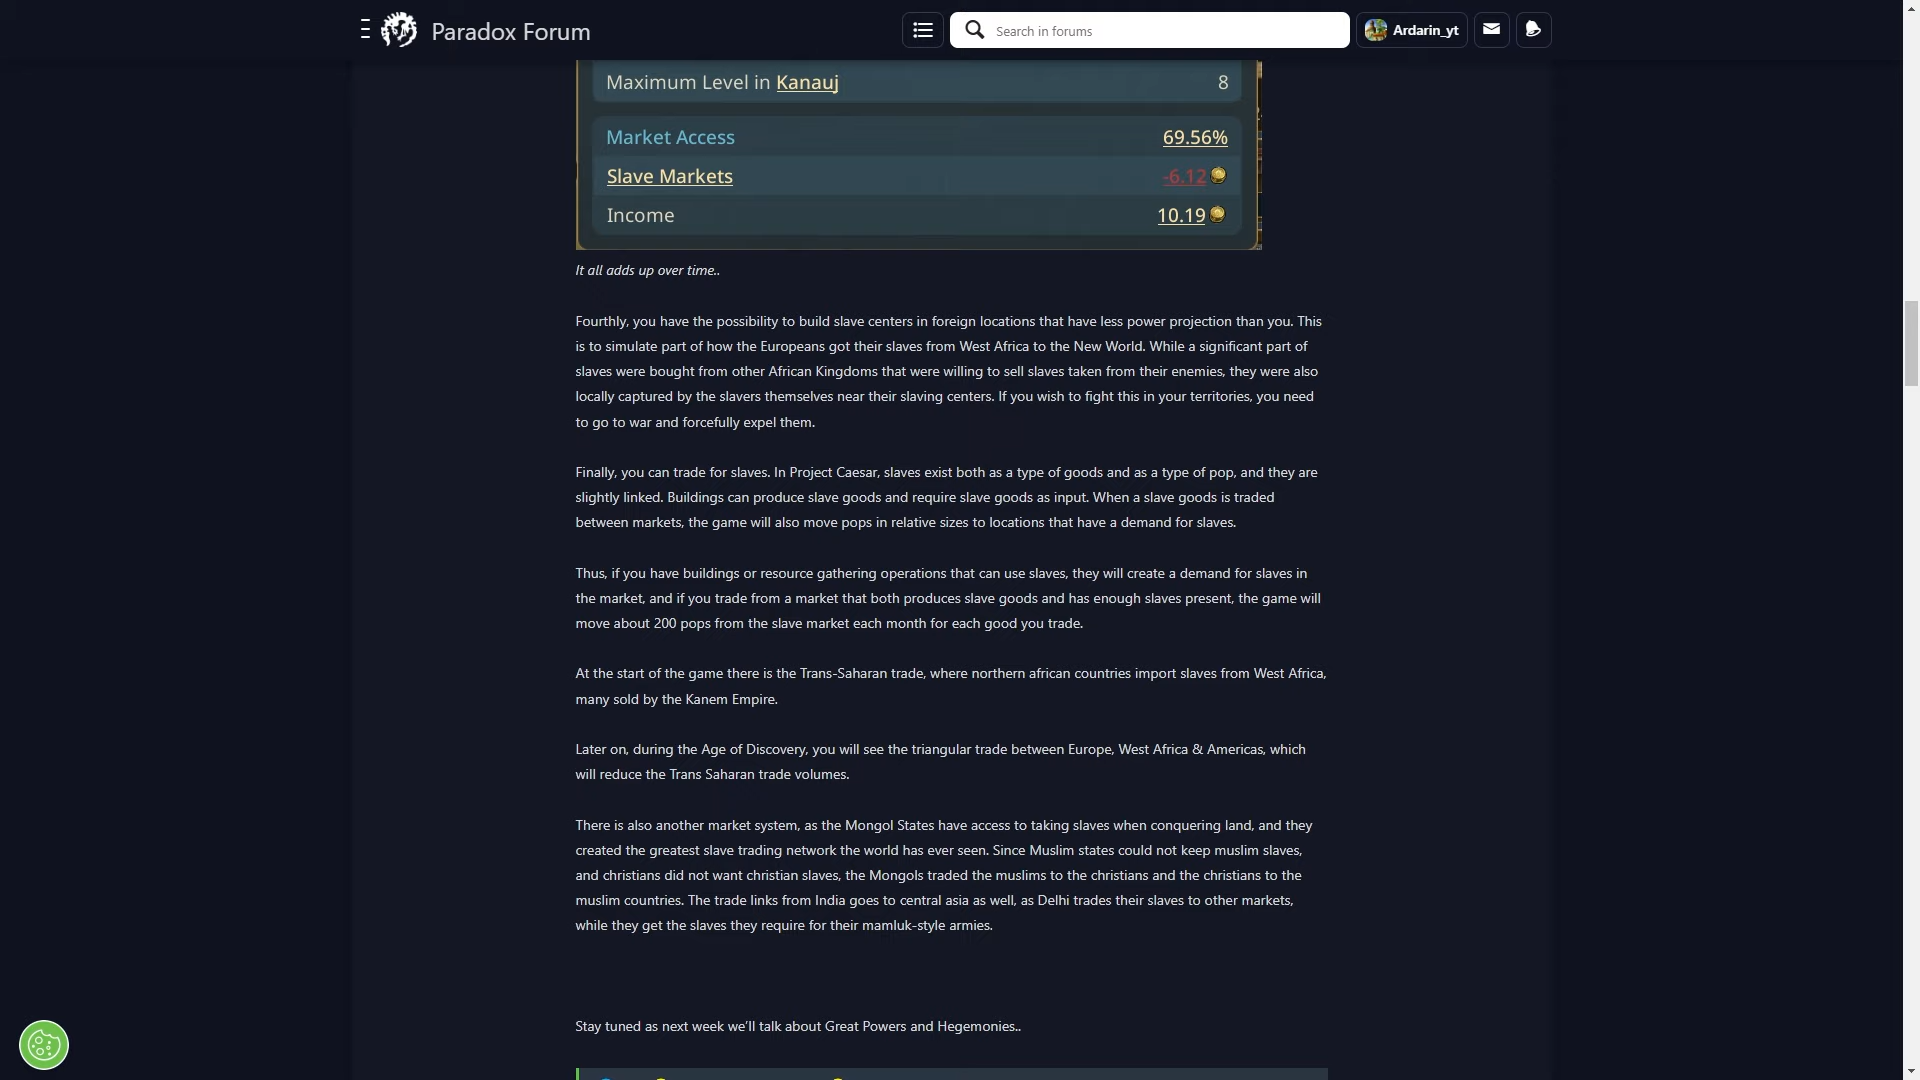 Paradox Forum
Search in forums
Ardarin_yt
Maximum Level in Kanauj 8
Market Access 69.56%
Slave Markets -6.12
Income 10.19
It all adds up over time..
Fourthly, you have the possibility to build slave centers in foreign locations that have less power projection than you. This
is to simulate part of how the Europeans got their slaves from West Africa to the New World. While a significant part of
slaves were bought from other African Kingdoms that were willing to sell slaves taken from their enemies, they were also
locally captured by the slavers themselves near their slaving centers. If you wish to fight this in your territories, you need
to go to war and forcefully expel them.
Finally, you can trade for slaves. In Project Caesar, slaves exist both as a type of goods and as a type of pop, and they are
slightly linked. Buildings can produce slave goods and require slave goods as input. When a slave goods is traded
between markets, the game will also move pops in relative sizes to locations that have a demand for slaves.
Thus, if you have buildings or resource gathering operations that can use slaves, they will create a demand for slaves in
the market, and if you trade from a market that both produces slave goods and has enough slaves present, the game will
move about 200 pops from the slave market each month for each good you trade.
At the start of the game there is the Trans-Saharan trade, where northern african countries import slaves from West Africa,
many sold by the Kanem Empire.
Later on, during the Age of Discovery, you will see the triangular trade between Europe, West Africa & Americas, which
will reduce the Trans Saharan trade volumes.
There is also another market system, as the Mongol States have access to taking slaves when conquering land, and they
created the greatest slave trading network the world has ever seen. Since Muslim states could not keep muslim slaves,
and christians did not want christian slaves, the Mongols traded the muslims to the christians and the christians to the
muslim countries. The trade links from India goes to central asia as well, as Delhi trades their slaves to other markets,
while they get the slaves they require for their mamluk-style armies.
Stay tuned as next week we'll talk about Great Powers and Hegemonies..